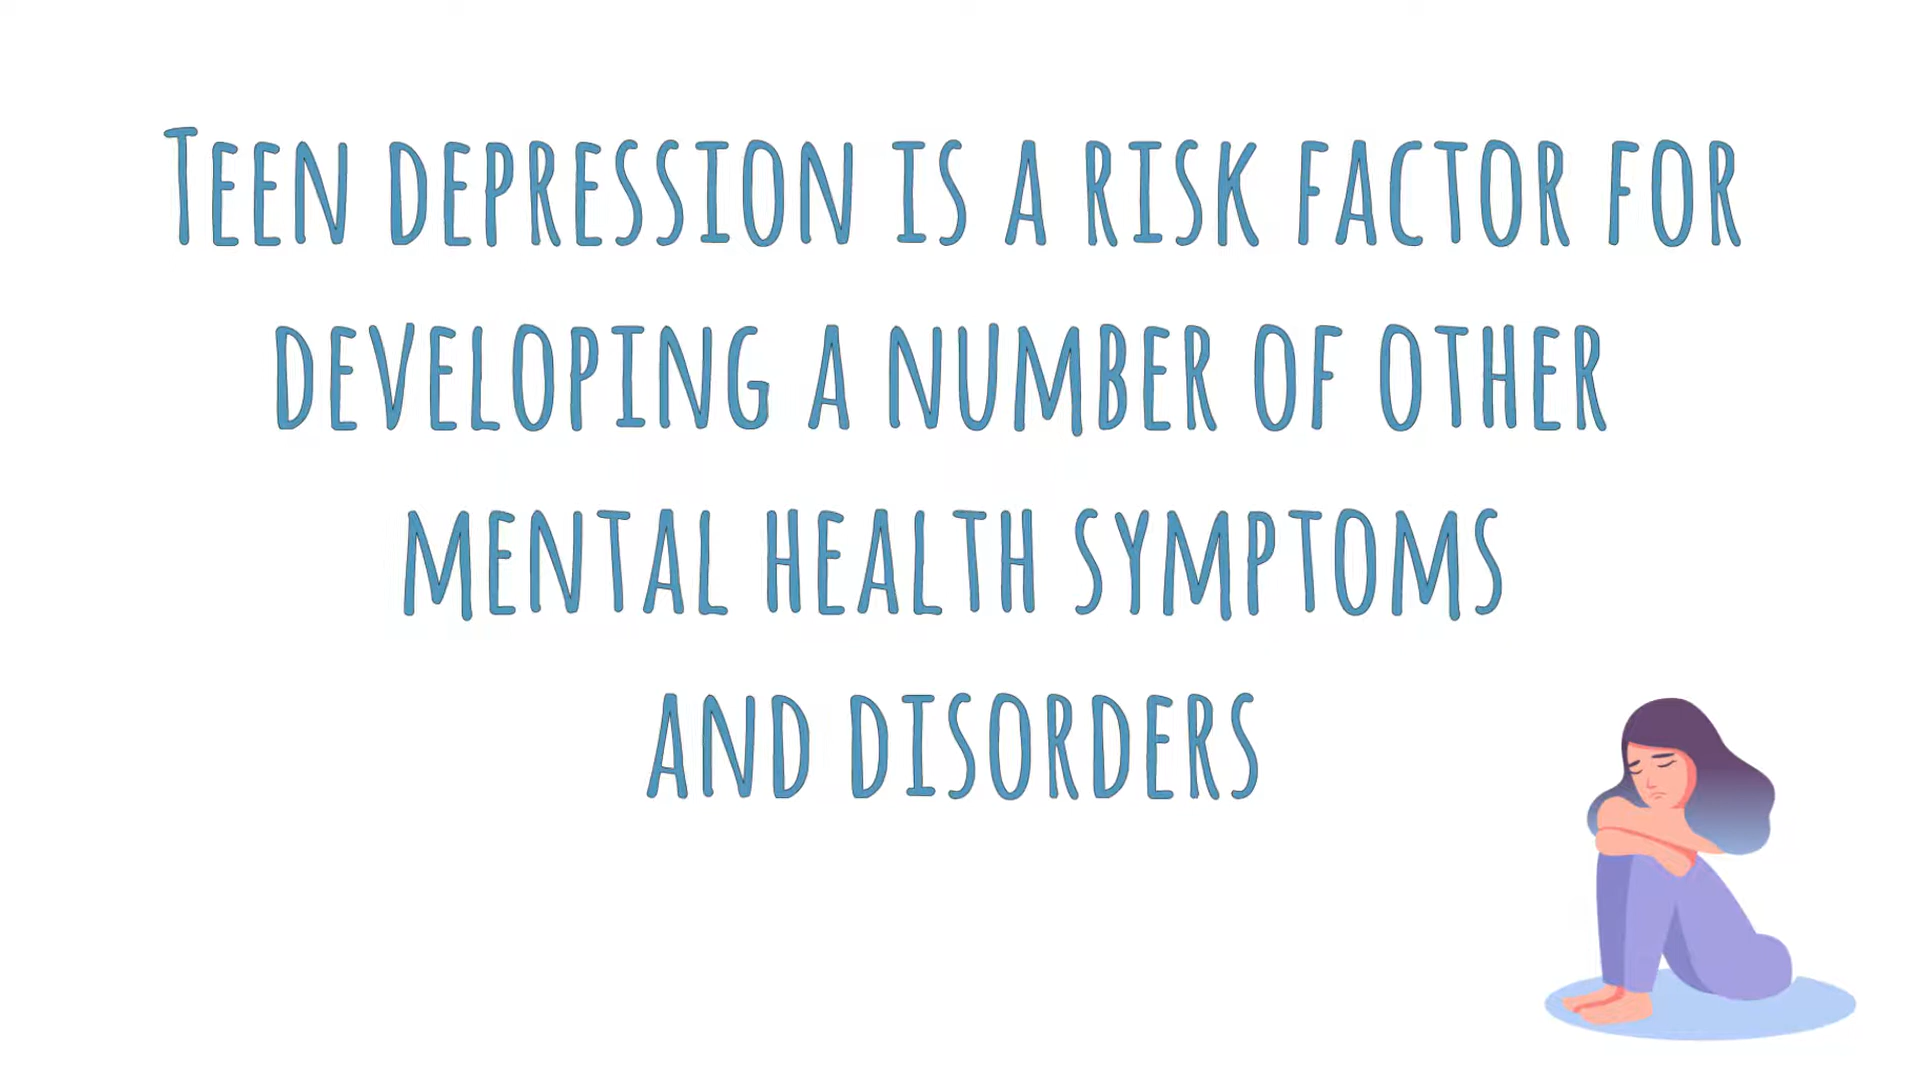 Teen depression is a risk factor for
developing a number of other
mental health symptoms
and disorders